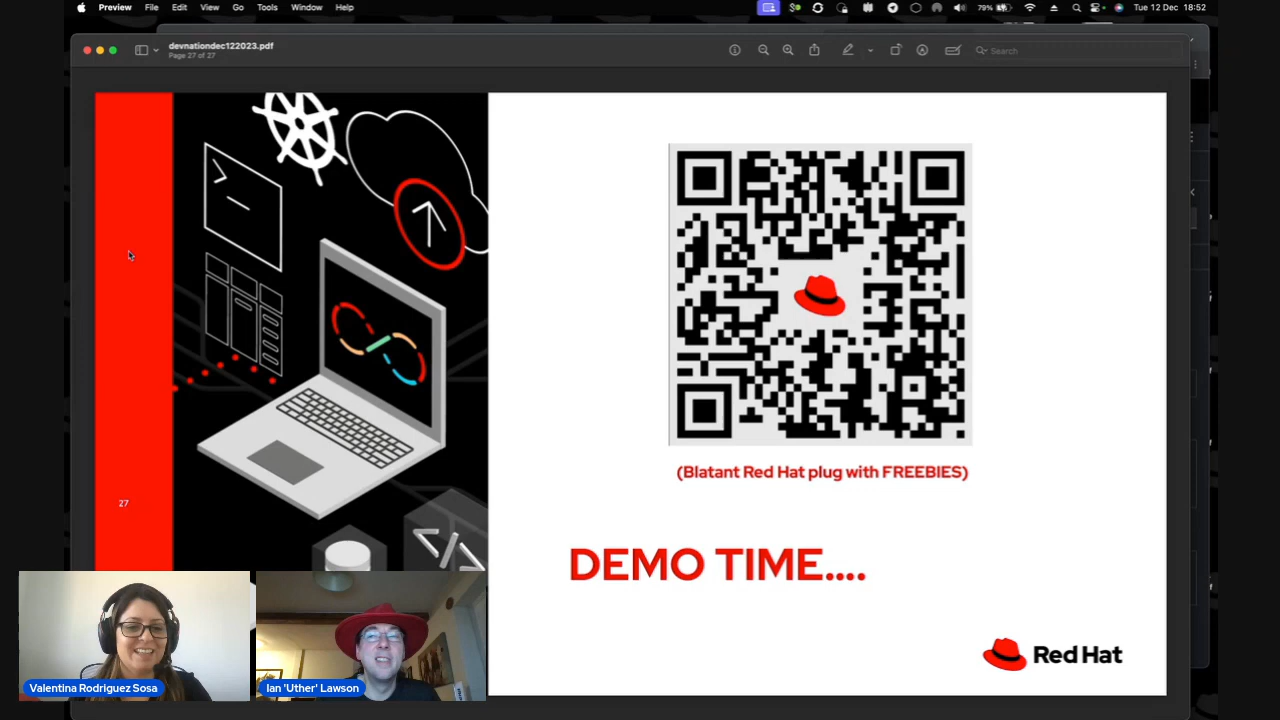 Preview File Edit View Go Tools Window Help
79%
Tue 12 Dec 18:52
devnationdec122023.pdf
Page 27 of 27
Search
>_
(Blatant Red Hat plug with FREEBIES)
27
</>
DEMO TIME....
Red Hat
Valentina Rodriguez Sosa
Ian 'Uther' Lawson